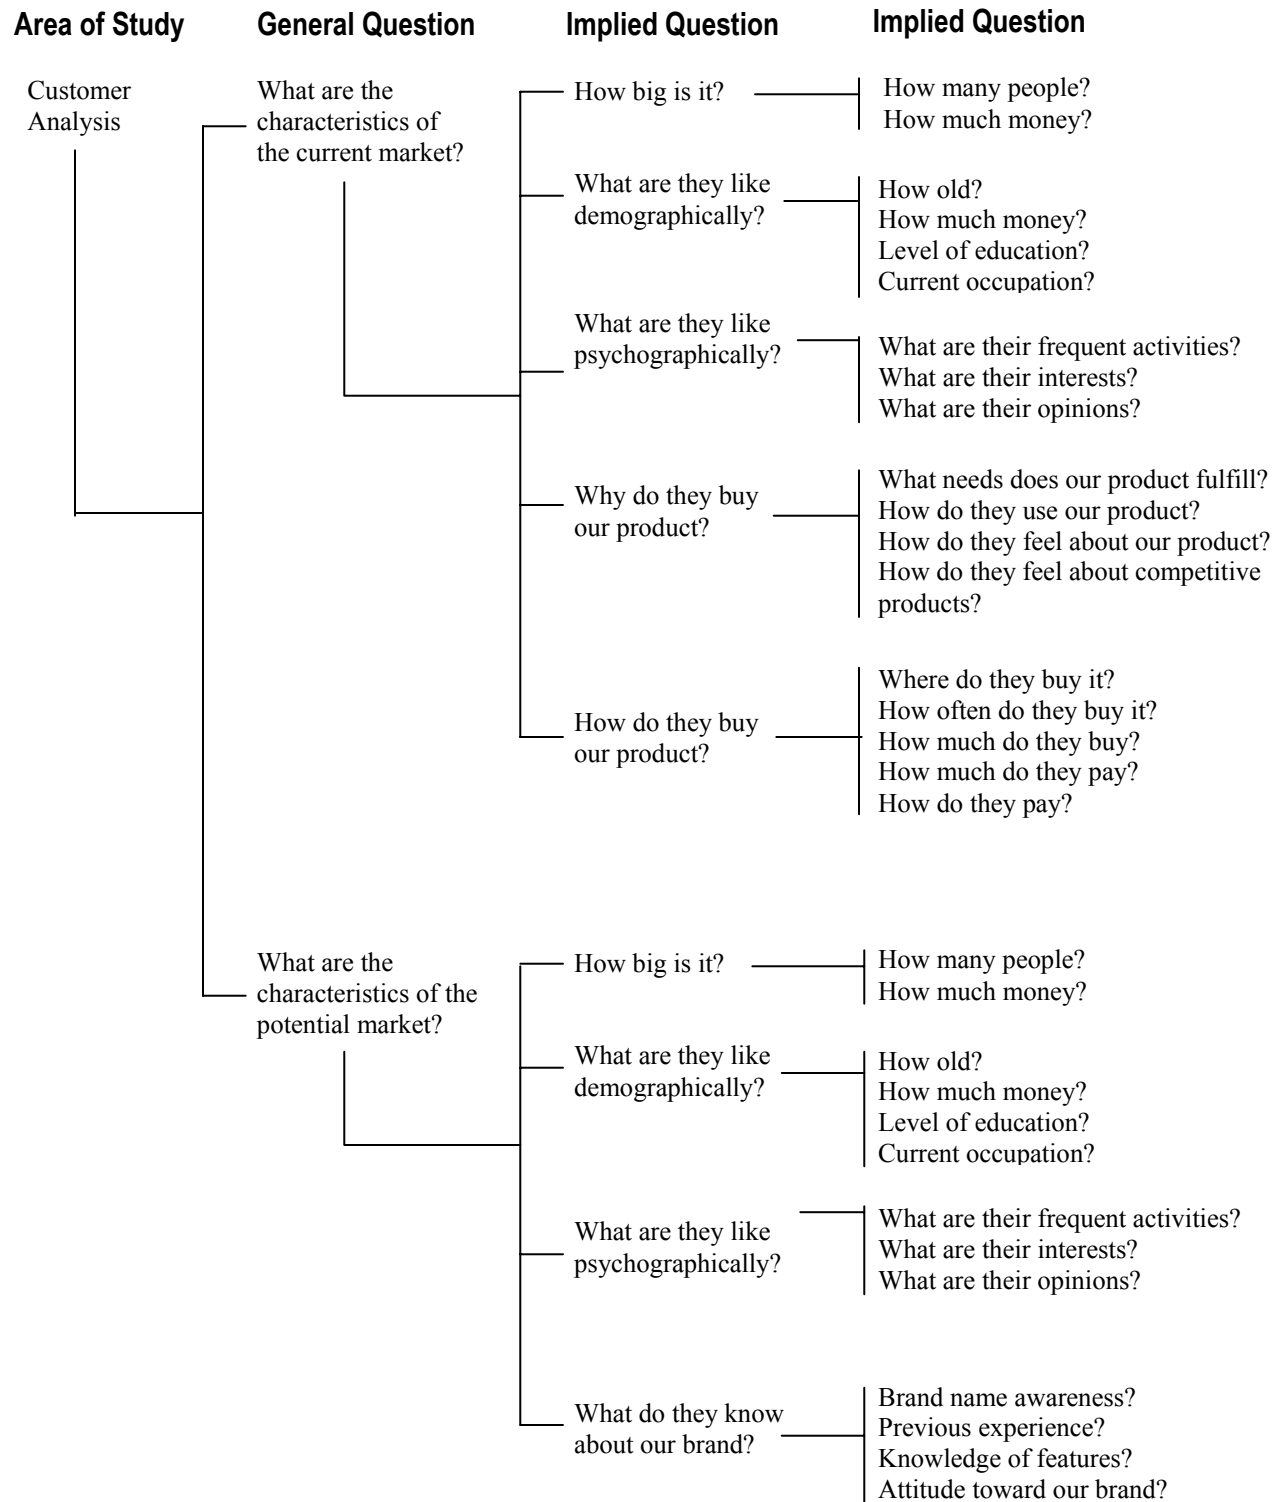 Area of Study
General Question
Implied Question
Implied Question
Customer
Analysis
What are the
characteristics of
the current market?
How big is it?
How many people?
How much money?
What are they like
demographically?
How old?
How much money?
Level of education?
Current occupation?
What are they like
psychographically?
What are their frequent activities?
What are their interests?
What are their opinions?
Why do they buy
our product?
What needs does our product fulfill?
How do they use our product?
How do they feel about our product?
How do they feel about competitive
products?
How do they buy
our product?
Where do they buy it?
How often do they buy it?
How much do they buy?
How much do they pay?
How do they pay?
What are the
characteristics of the
potential market?
How big is it?
How many people?
How much money?
What are they like
demographically?
How old?
How much money?
Level of education?
Current occupation?
What are they like
psychographically?
What are their frequent activities?
What are their interests?
What are their opinions?
What do they know
about our brand?
Brand name awareness?
Previous experience?
Knowledge of features?
Attitude toward our brand?